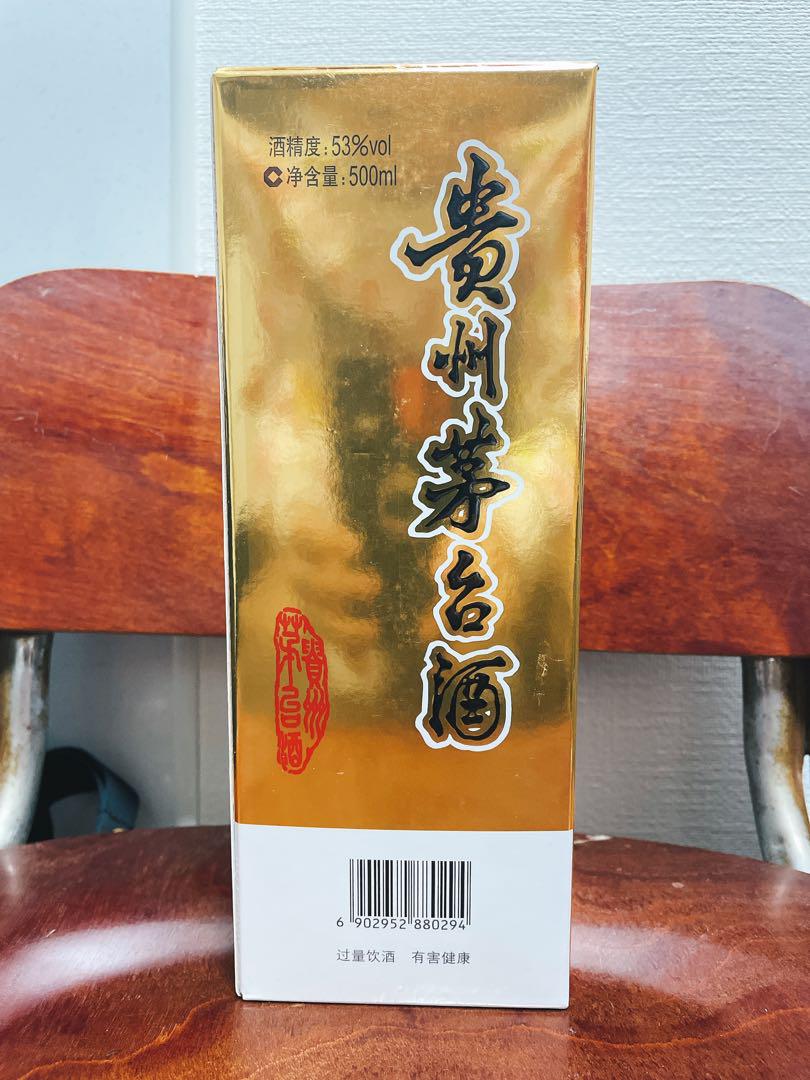 酒精度:53%vol
净含量:500ml
贵州茅台酒
貴州
茅台酒
6 902952 880294
过量饮酒 有害健康